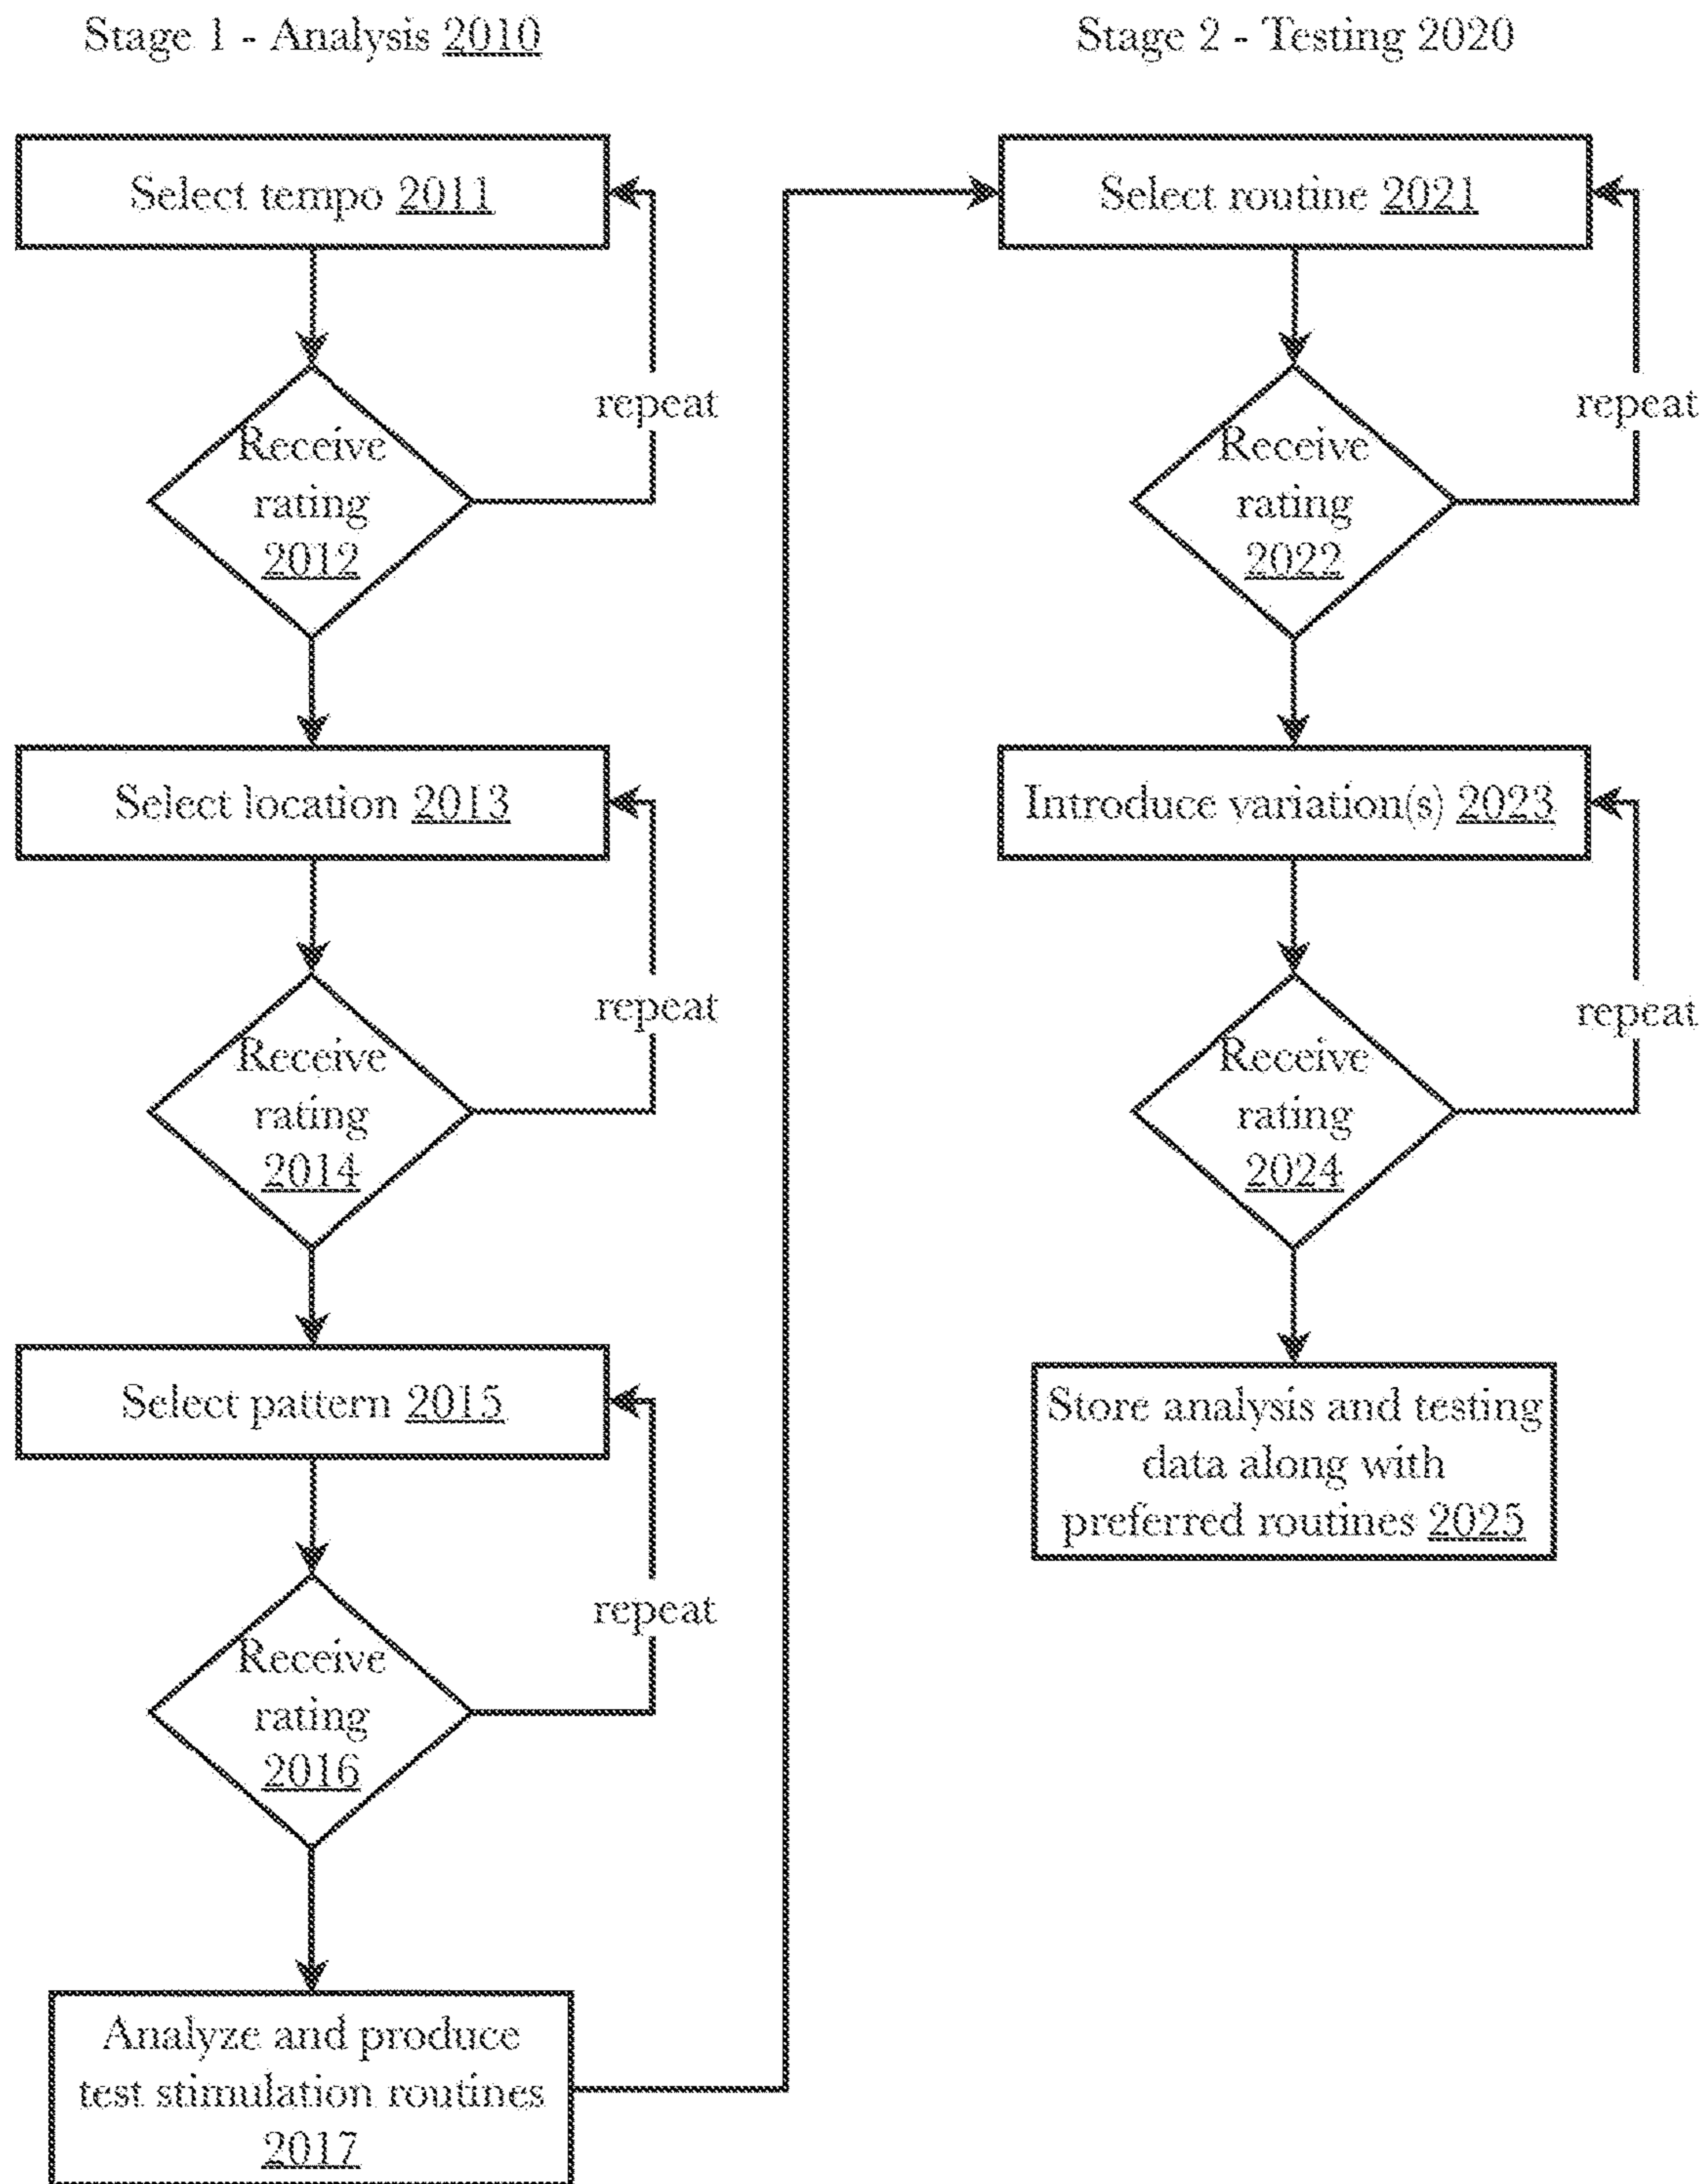 Stage 1 - Analysis 2010
Select tempo 2011
repeat
Receive
rating
2012
Select location 2013
repeat
Receive
rating
2014
Select pattern 2015
repeat
Receive
rating
2016
Analyze and produce
test stimulation routines
2017
Stage 2 - Testing 2020
Select routine 2021
repeat
Receive
rating
2022
Introduce variation(s) 2023
repeat
Receive
rating
2024
Store analysis and testing
data along with
preferred routines 2025